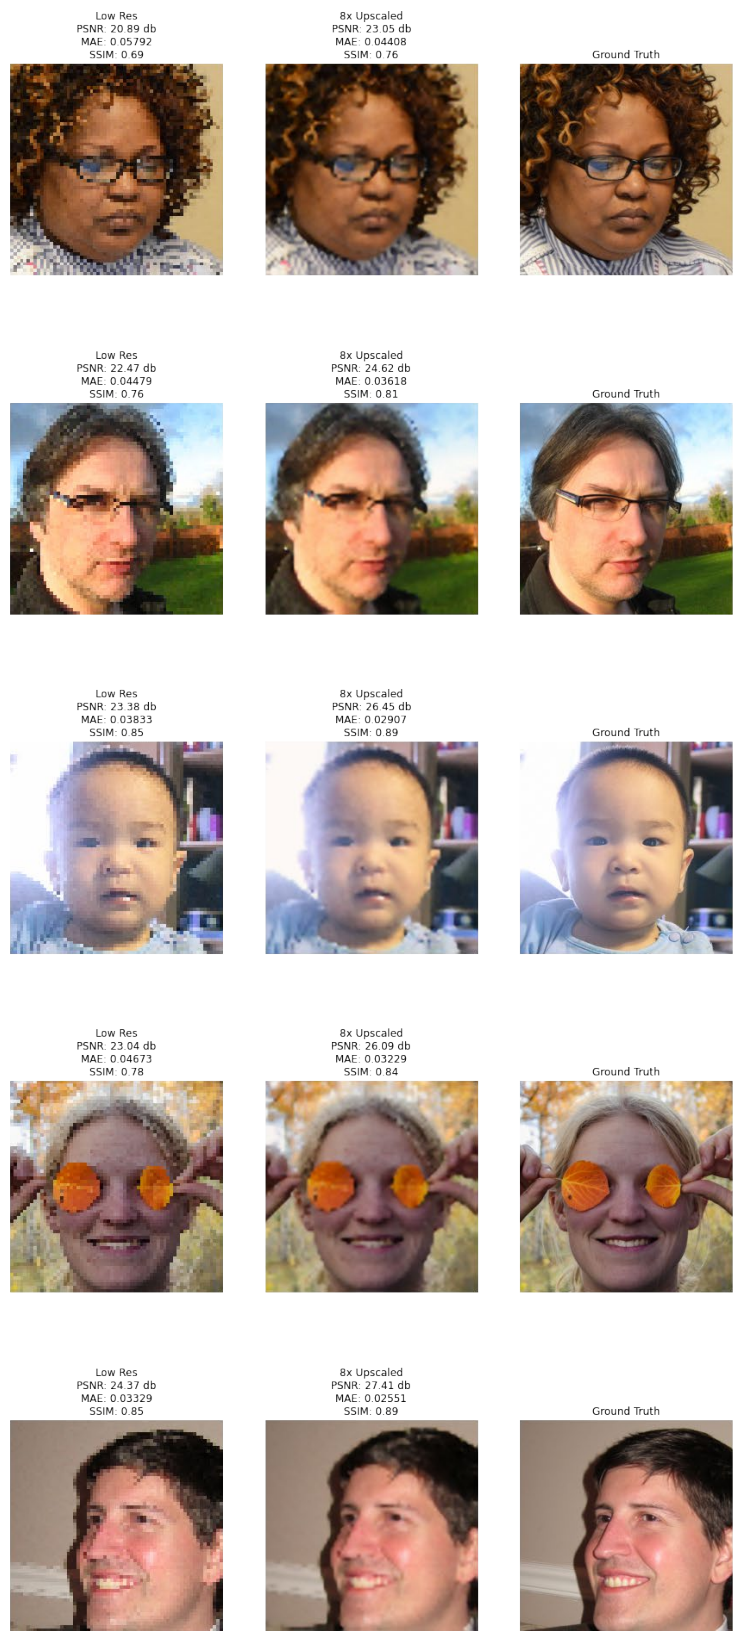 Low Res
PSNR: 20.89 db
MAE: 0.05792
SSIM: 0.69
8x Upscaled
PSNR: 23.05 db
MAE: 0.04408
SSIM: 0.76
Ground Truth
Low Res
PSNR: 22.47 db
MAE: 0.04479
SSIM: 0.76
8x Upscaled
PSNR: 24.62 db
MAE: 0.03618
SSIM: 0.81
Ground Truth
Low Res
PSNR: 23.38 db
MAE: 0.03833
SSIM: 0.85
8x Upscaled
PSNR: 26.45 db
MAE: 0.02907
SSIM: 0.89
Ground Truth
Low Res
PSNR: 23.04 db
MAE: 0.04673
SSIM: 0.78
8x Upscaled
PSNR: 26.09 db
MAE: 0.03229
SSIM: 0.84
Ground Truth
Low Res
PSNR: 24.37 db
MAE: 0.03329
SSIM: 0.85
8x Upscaled
PSNR: 27.41 db
MAE: 0.02551
SSIM: 0.89
Ground Truth